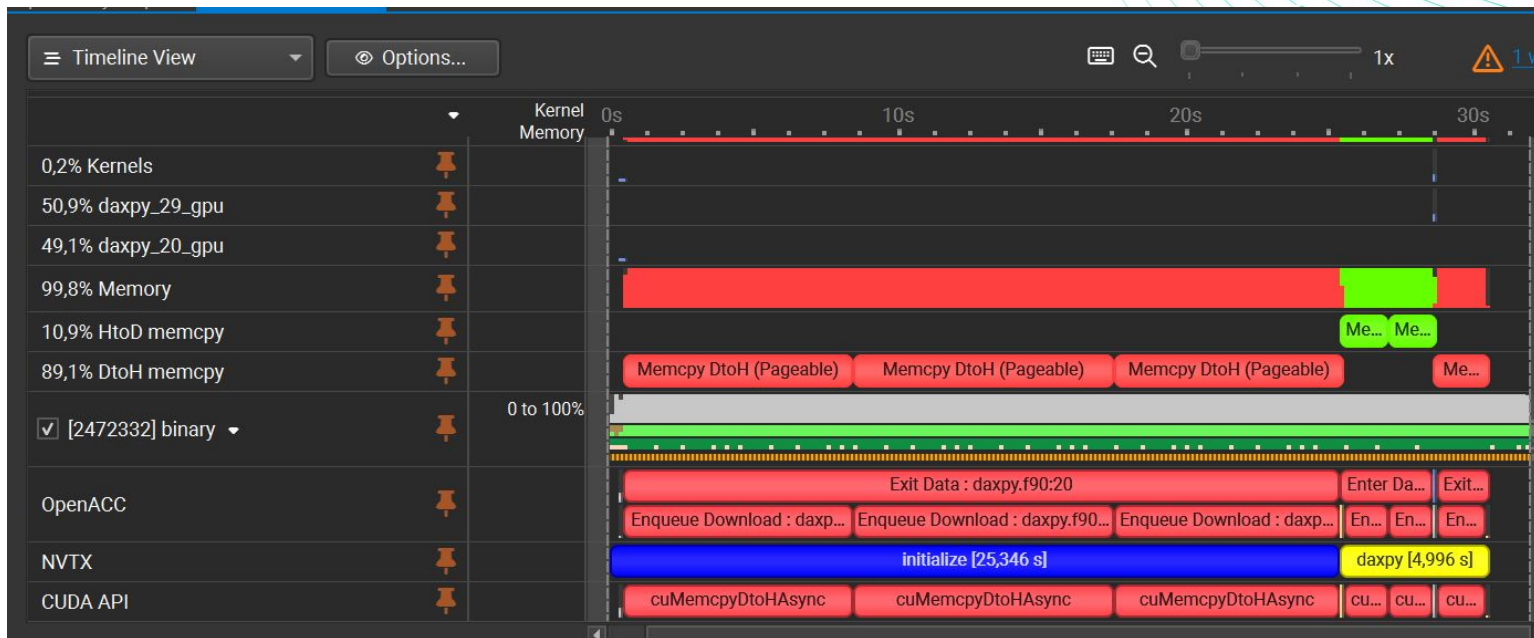 Timeline View
Options...
1x
1
Kernel
Memory
0s 10s 20s 30s
0,2% Kernels
50,9% daxpy_29_gpu
49,1% daxpy_20_gpu
99,8% Memory
10,9% HtoD memcpy
Me... Me...
89,1% DtoH memcpy
Memcpy DtoH (Pageable) Memcpy DtoH (Pageable) Memcpy DtoH (Pageable) Me...
[2472332] binary
0 to 100%
OpenACC
Exit Data : daxpy.f90:20 Enter Da... Exit...
Enqueue Download : daxp... Enqueue Download : daxpy.f90... Enqueue Download : daxp... En... En... En...
NVTX
initialize [25,346 s] daxpy [4,996 s]
CUDA API
cuMemcpyDtoHAsync cuMemcpyDtoHAsync cuMemcpyDtoHAsync cu... cu... cu...